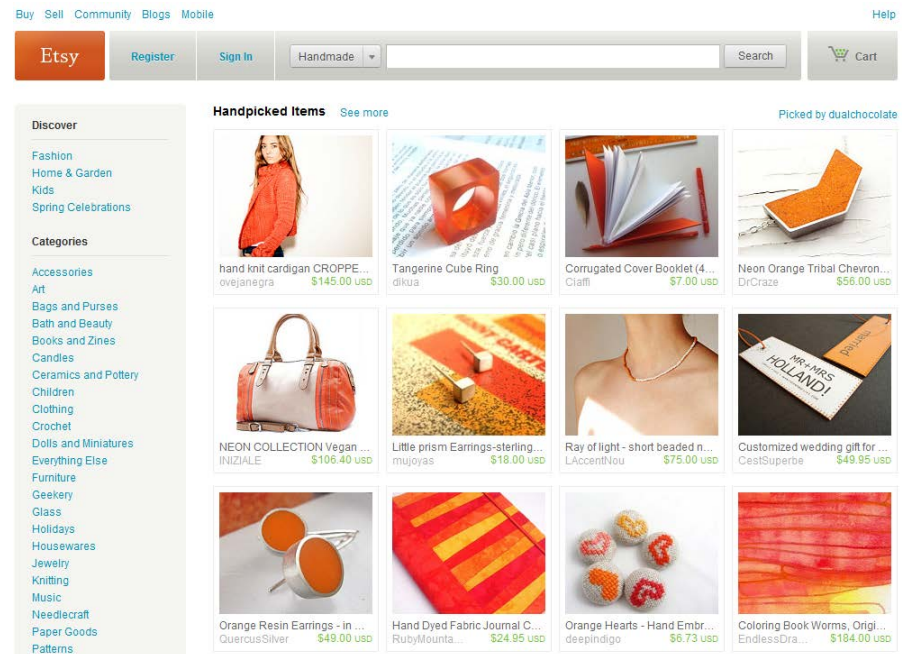 Buy Sell Community Blogs Mobile Help
Etsy Register Sign In Handmade Search Cart
Discover
Fashion
Home & Garden
Kids
Spring Celebrations
Categories
Accessories
Art
Bags and Purses
Bath and Beauty
Books and Zines
Candles
Ceramics and Pottery
Children
Clothing
Crochet
Dolls and Miniatures
Everything Else
Furniture
Geekery
Glass
Holidays
Housewares
Jewelry
Knitting
Music
Needlecraft
Paper Goods
Patterns
Handpicked Items See more Picked by dualchocolate
hand knit cardigan CROPPE...
ovejanegra $145.00 USD
Tangerine Cube Ring
dikua $30.00 USD
Corrugated Cover Booklet (4...
Claffi $7.00 USD
Neon Orange Tribal Chevron...
DrCraze $56.00 USD
NEON COLLECTION Vegan ...
INIZIALE $106.40 USD
Little prism Earrings-sterling...
mujoyas $18.00 USD
Ray of light - short beaded n...
LAccentNou $75.00 USD
MR+MRS
HOLLAND!
married
Customized wedding gift for ...
CestSuperbe $49.95 USD
Orange Resin Earrings - in ...
QuercusSilver $49.00 USD
Hand Dyed Fabric Journal C...
RubyMounta... $24.95 USD
Orange Hearts - Hand Embr...
deepindigo $6.73 USD
Coloring Book Worms, Origi...
EndlessDra... $184.00 USD